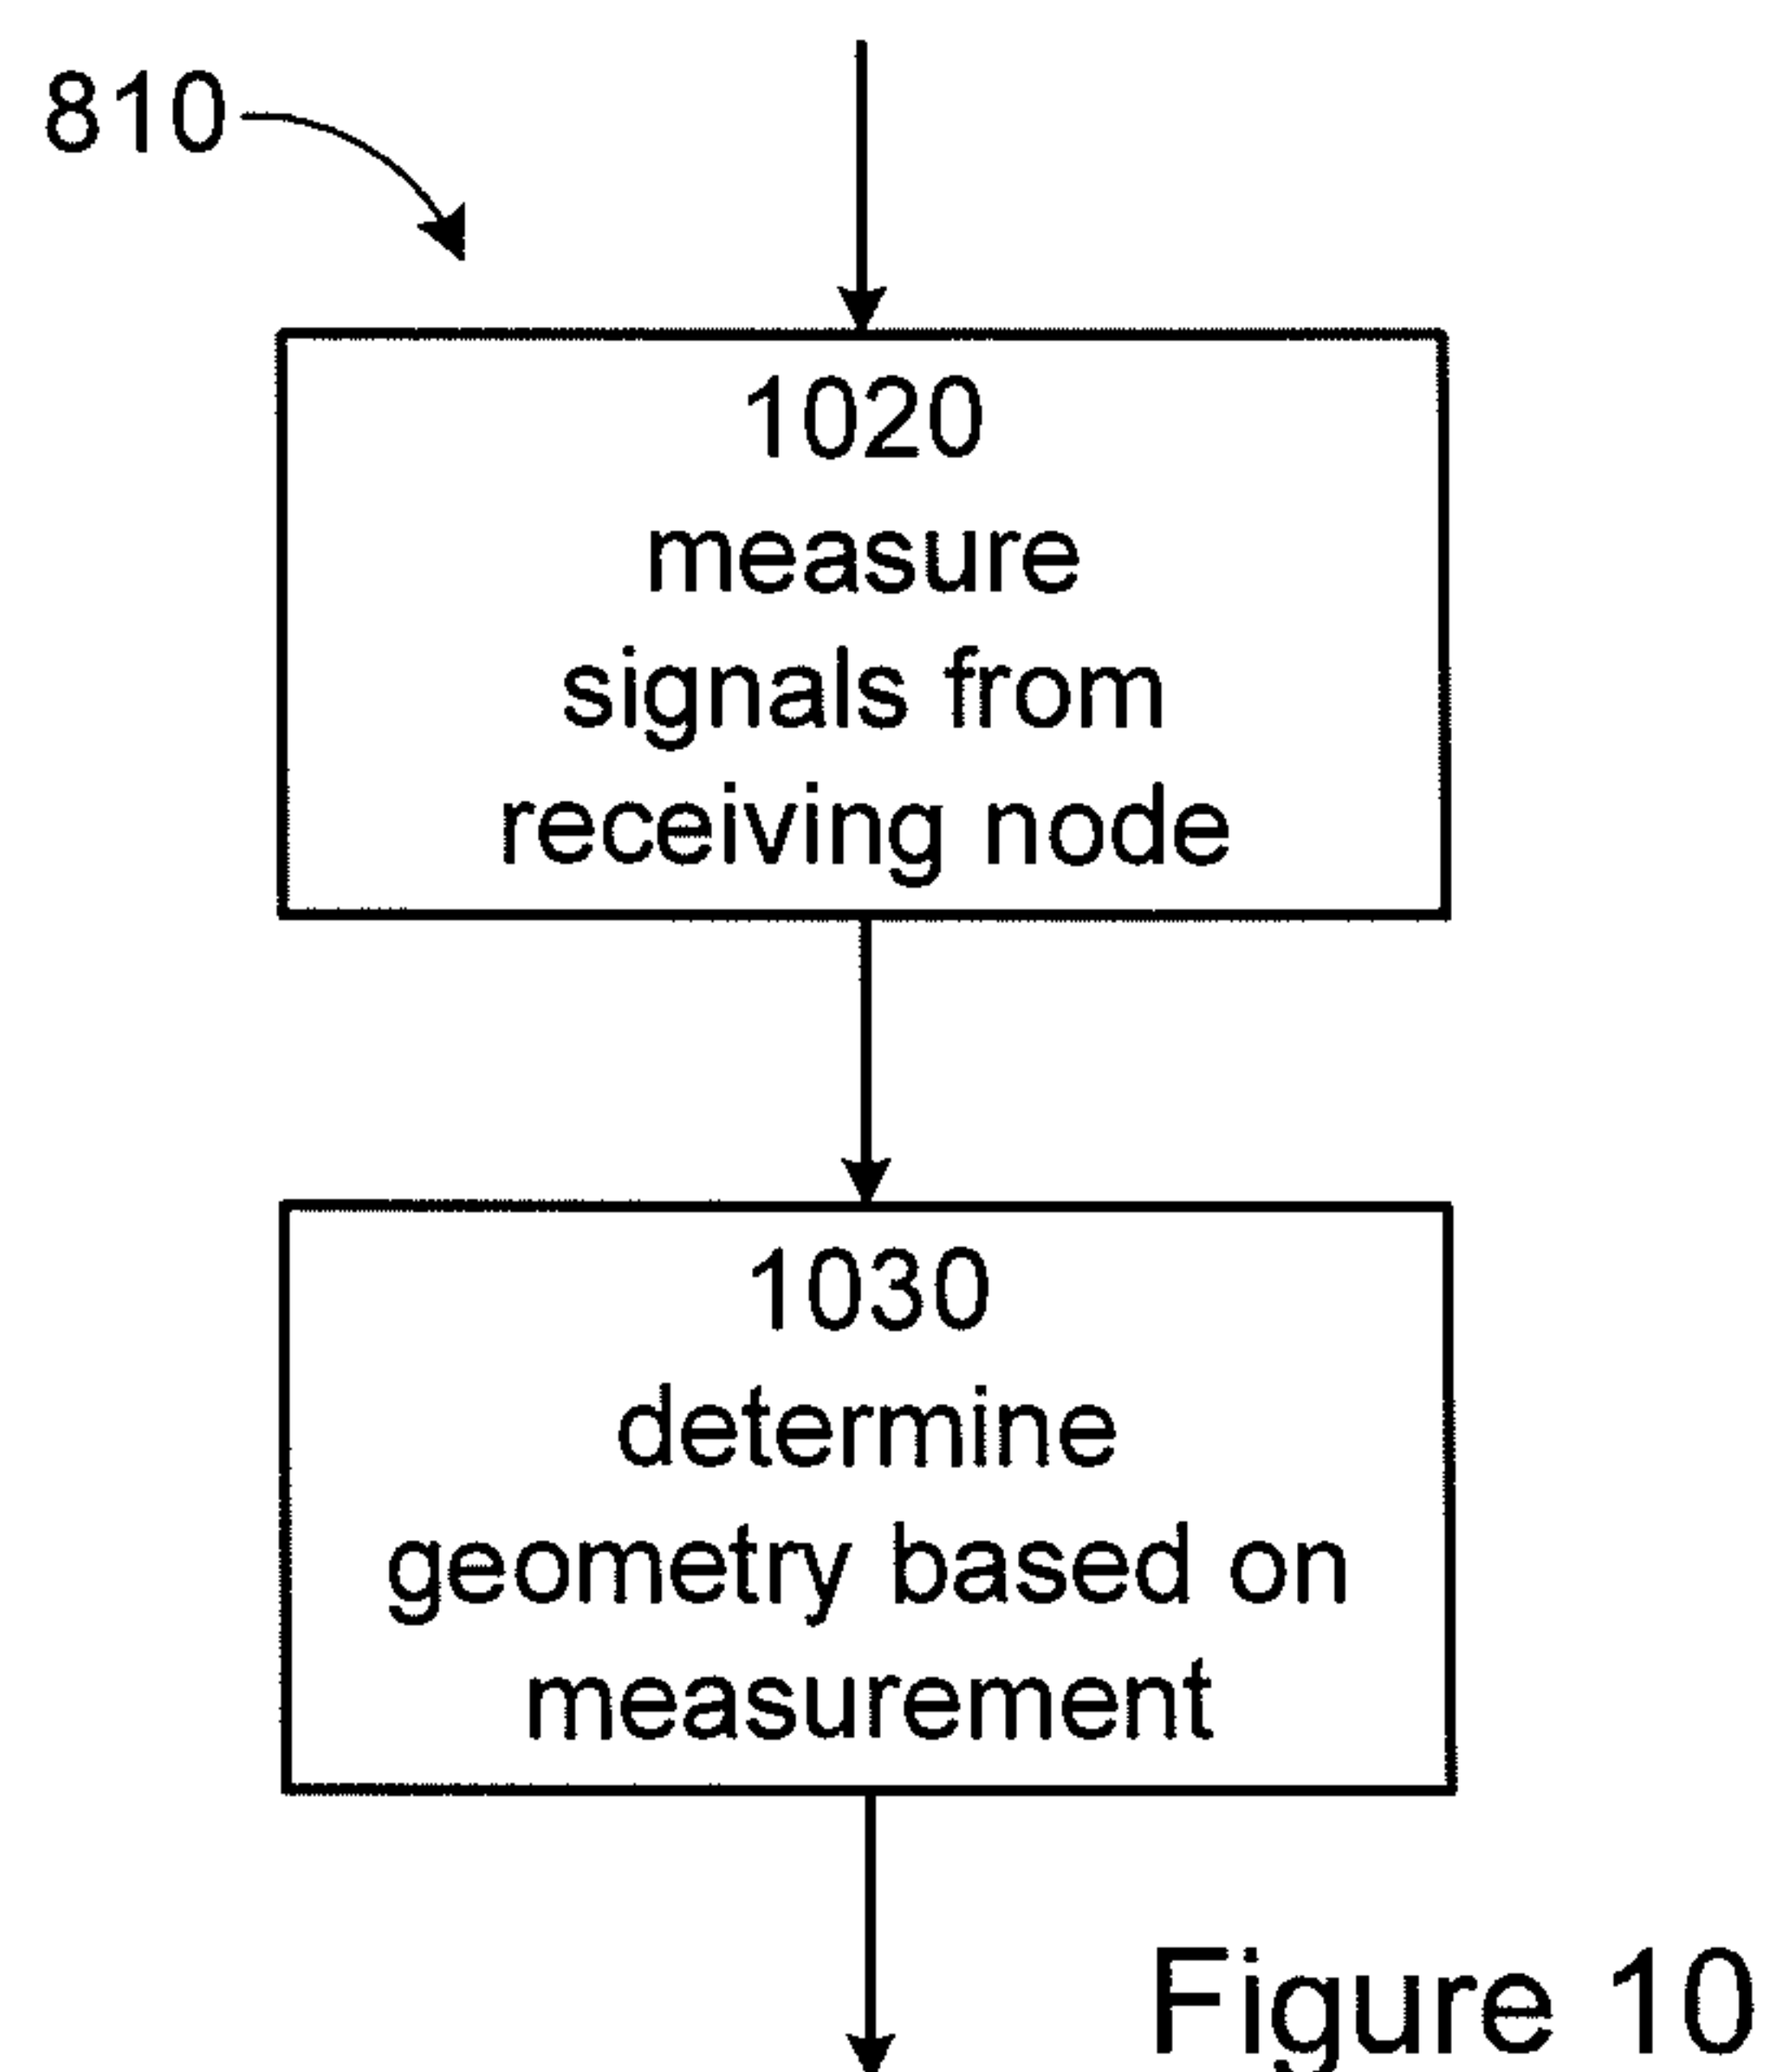 810
1020
measure
signals from
receiving node
1030
determine
geometry based on
measurement
Figure 10